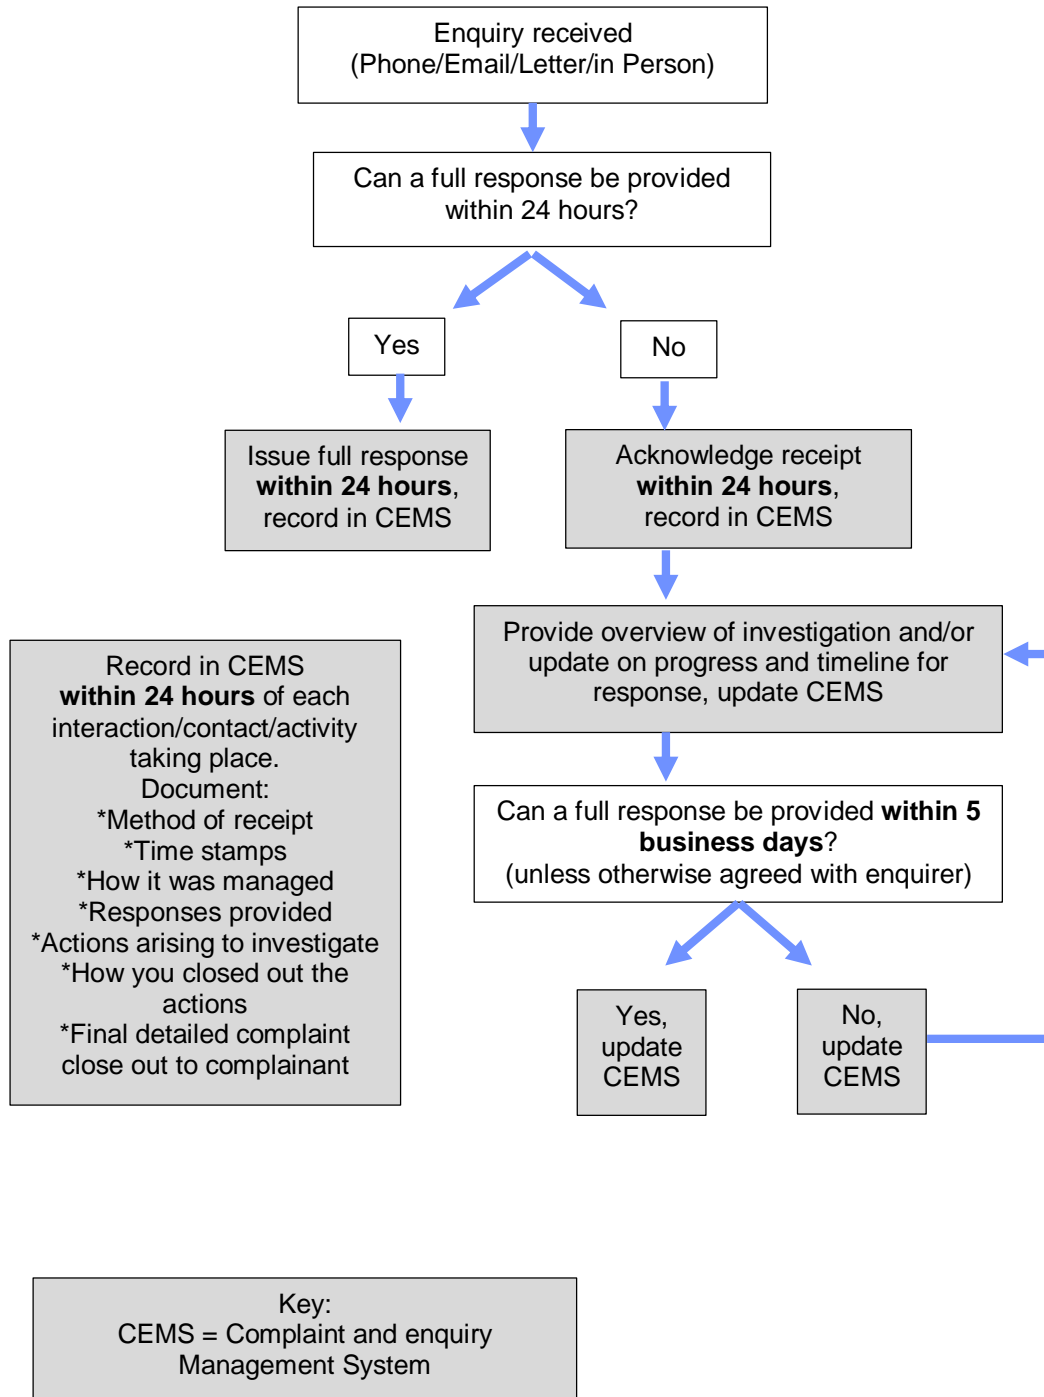 Enquiry received
(Phone/Email/Letter/in Person)
Can a full response be provided
within 24 hours?
Yes
No
Issue full response
within 24 hours,
record in CEMS
Acknowledge receipt
within 24 hours,
record in CEMS
Provide overview of investigation and/or
update on progress and timeline for
response, update CEMS
Record in CEMS
within 24 hours of each
interaction/contact/activity
taking place.
Document:
*Method of receipt
*Time stamps
*How it was managed
*Responses provided
*Actions arising to investigate
*How you closed out the
actions
*Final detailed complaint
close out to complainant
Can a full response be provided within 5
business days?
(unless otherwise agreed with enquirer)
Yes,
update
CEMS
No,
update
CEMS
Key:
CEMS = Complaint and enquiry
Management System